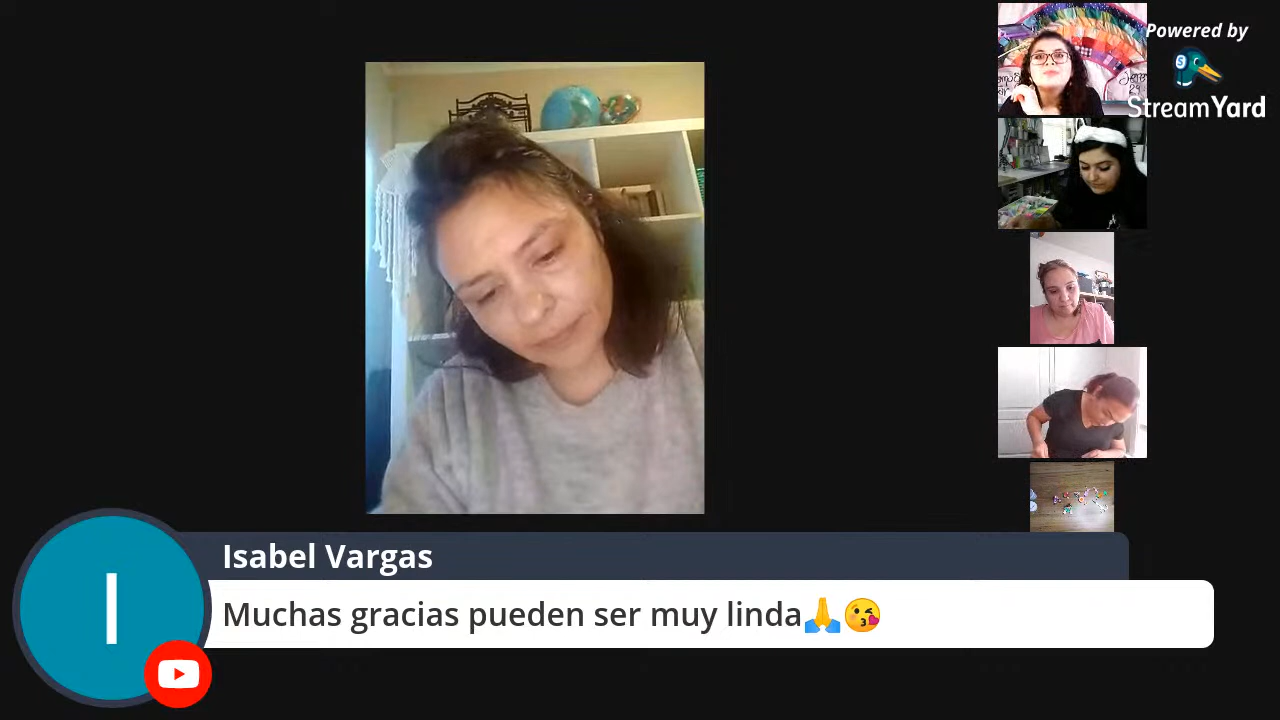 Powered by
StreamYard
Isabel Vargas
I
Muchas gracias pueden ser muy linda🙏😘